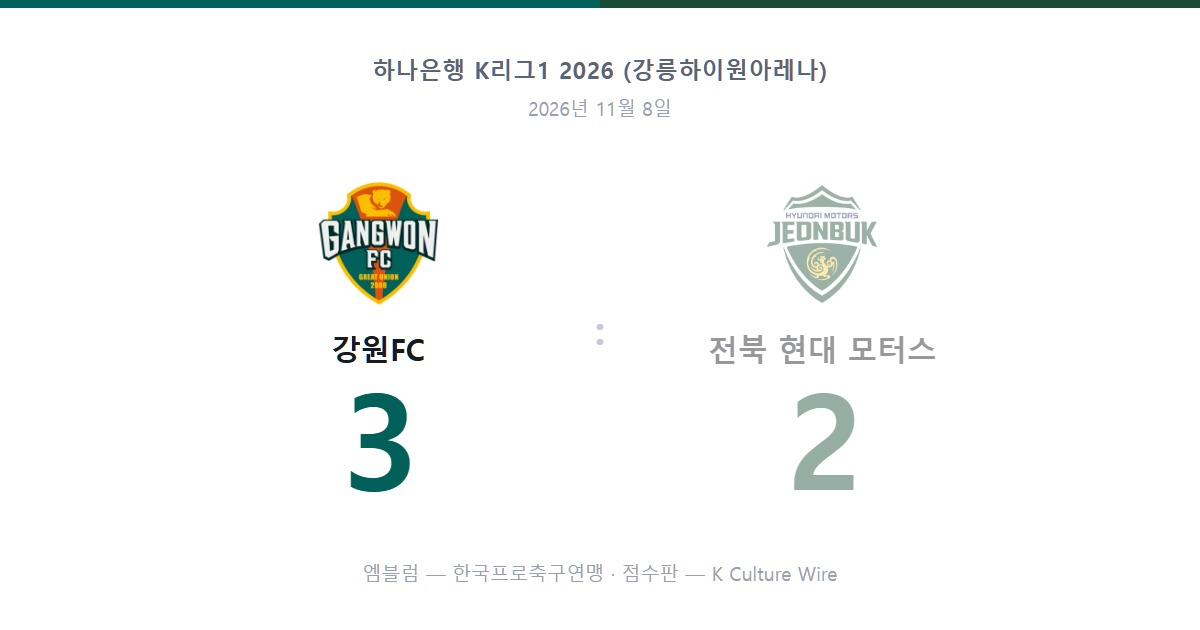 하나은행 K리그1 2026 (강릉하이원아레나)
2026년 11월 8일
GANGWON
FC
GREAT UNION
2008
HYUNDAI MOTORS
JEONBUK
:
강원FC
전북 현대 모터스
3
2
엠블럼 — 한국프로축구연맹 · 점수판 — K Culture Wire